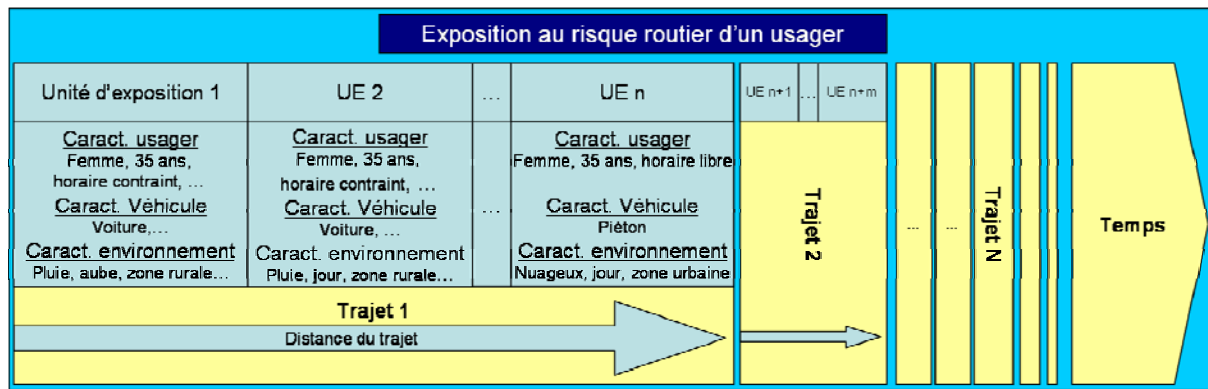 Exposition au risque routier d'un usager
Unité d'exposition 1
Caract. usager
Femme, 35 ans,
horaire contraint, …
Caract. Véhicule
Voiture,…
Caract. environnement
Pluie, aube, zone rurale…
UE 2
Caract. usager
Femme, 35 ans,
horaire contraint, …
Caract. Véhicule
Voiture, …
Caract. environnement
Pluie, jour, zone rurale…
…
…
UE n
Caract. usager
Femme, 35 ans, horaire libre
Caract. Véhicule
Piéton
Caract. environnement
Nuageux, jour, zone urbaine
Trajet 1
Distance du trajet
UE n+1
…
UE n+m
Trajet 2
…
…
Trajet N
Temps